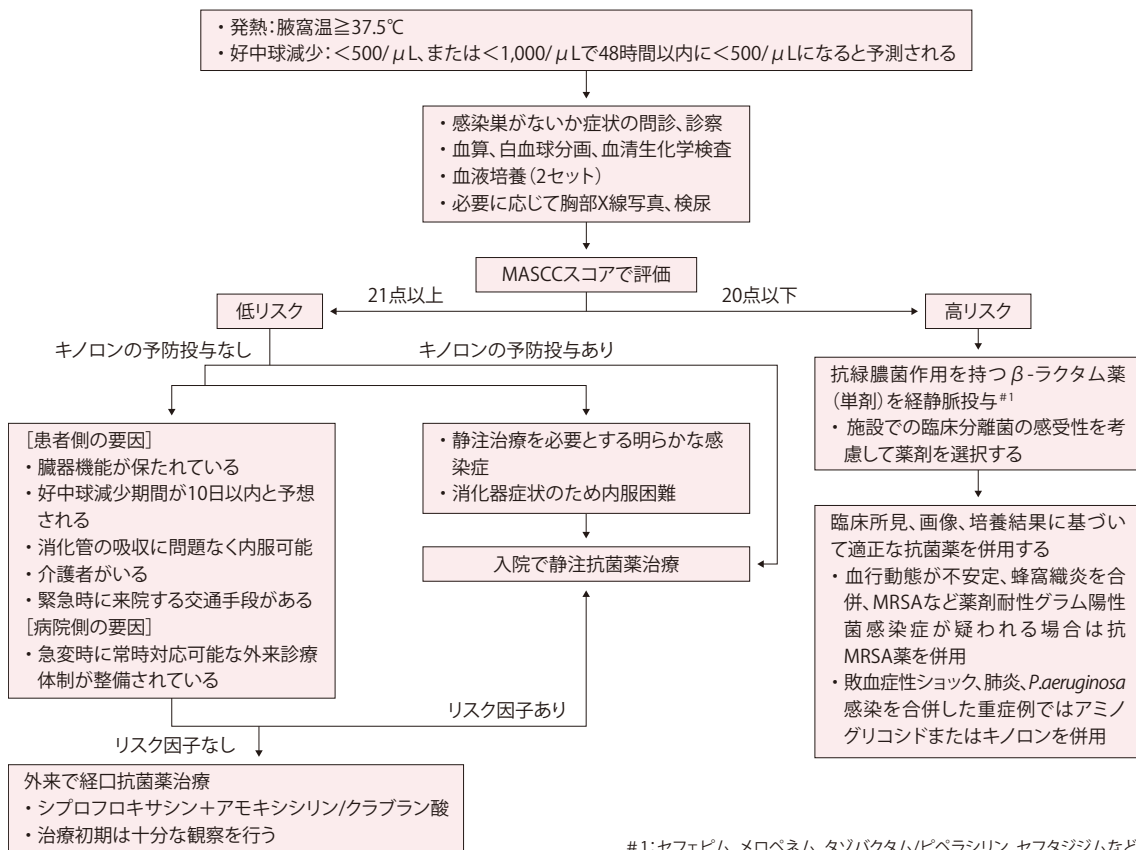 ・発熱：腋窩温≧37.5℃
・好中球減少：＜500/μL、または＜1,000/μLで48時間以内に＜500/μLになると予測される
・感染巣がないか症状の問診、診察
・血算、白血球分画、血清生化学検査
・血液培養（2セット）
・必要に応じて胸部X線写真、検尿
MASCCスコアで評価
21点以上
20点以下
低リスク
高リスク
キノロンの予防投与なし
キノロンの予防投与あり
［患者側の要因］
・臓器機能が保たれている
・好中球減少期間が10日以内と予想
される
・消化管の吸収に問題なく内服可能
・介護者がいる
・緊急時に来院する交通手段がある
［病院側の要因］
・急変時に常時対応可能な外来診療
体制が整備されている
・静注治療を必要とする明らかな感
染症
・消化器症状のため内服困難
入院で静注抗菌薬治療
抗緑膿菌作用を持つβ-ラクタム薬
（単剤）を経静脈投与#1
・施設での臨床分離菌の感受性を考
慮して薬剤を選択する
臨床所見、画像、培養結果に基づい
て適正な抗菌薬を併用する
・血行動態が不安定、蜂窩織炎を合
併、MRSAなど薬剤耐性グラム陽性
菌感染症が疑われる場合は抗
MRSA薬を併用
・敗血症性ショック、肺炎、P.aeruginosa
感染を合併した重症例ではアミノ
グリコシドまたはキノロンを併用
リスク因子あり
リスク因子なし
外来で経口抗菌薬治療
・シプロフロキサシン＋アモキシシリン/クラブラン酸
・治療初期は十分な観察を行う
#1：セフェピム、メロペネム、タゾバクタム/ピペラシリン、セフタジジムなど